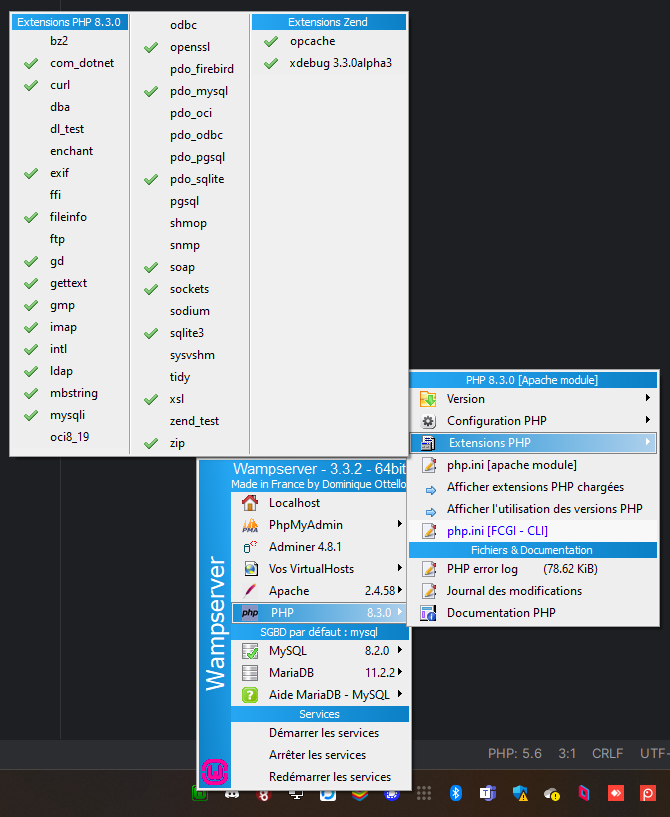 Extensions PHP 8.3.0
bz2
com_dotnet
curl
dba
dl_test
enchant
exif
ffi
fileinfo
ftp
gd
gettext
gmp
imap
intl
ldap
mbstring
mysqli
oci8_19
odbc
openssl
pdo_firebird
pdo_mysql
pdo_oci
pdo_odbc
pdo_pgsql
pdo_sqlite
pgsql
shmop
snmp
soap
sockets
sodium
sqlite3
sysvshm
tidy
xsl
zend_test
zip
Extensions Zend
opcache
xdebug 3.3.0alpha3
PHP 8.3.0 [Apache module]
Version
Configuration PHP
Extensions PHP
php.ini [apache module]
Afficher extensions PHP chargées
Afficher l'utilisation des versions PHP
php.ini [FCGI - CLI]
Fichiers & Documentation
PHP error log (78.62 KiB)
Journal des modifications
Documentation PHP
Wampserver - 3.3.2 - 64bit
Made in France by Dominique Ottello
Wampserver
Localhost
PhpMyAdmin
Adminer 4.8.1
Vos VirtualHosts
Apache 2.4.58
php PHP 8.3.0
SGBD par défaut : mysql
MySQL 8.2.0
MariaDB 11.2.2
Aide MariaDB - MySQL
Services
Démarrer les services
Arrêter les services
Redémarrer les services
PHP: 5.6 3:1 CRLF UTF-